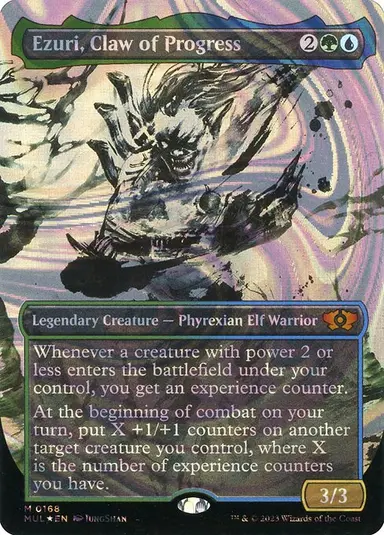 Ezuri, Claw of Progress 2
Legendary Creature — Phyrexian Elf Warrior
Whenever a creature with power 2 or
less enters the battlefield under your
control, you get an experience counter.
At the beginning of combat on your
turn, put X +1/+1 counters on another
target creature you control, where X
is the number of experience counters
you have.
3/3
M 0168
MUL★EN JungShan
™ & © 2023 Wizards of the Coast